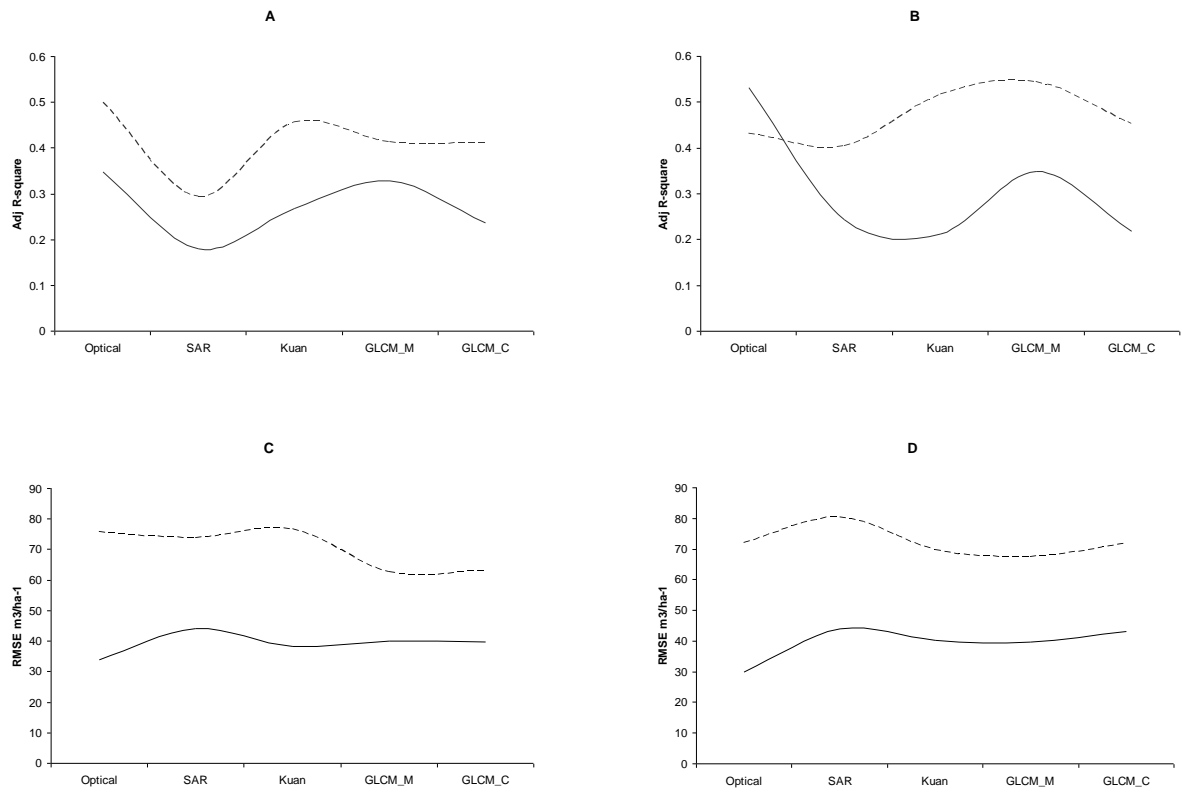 A
0.6
0.5
0.4
0.3
0.2
0.1
0
Adj R-square
Optical SAR Kuan GLCM_M GLCM_C
B
0.6
0.5
0.4
0.3
0.2
0.1
0
Adj R-square
Optical SAR Kuan GLCM_M GLCM_C
C
90
80
70
60
50
40
30
20
10
0
RMSE m3/ha-1
Optical SAR Kuan GLCM_M GLCM_C
D
90
80
70
60
50
40
30
20
10
0
RMSE m3/ha-1
Optical SAR Kuan GLCM_M GLCM_C